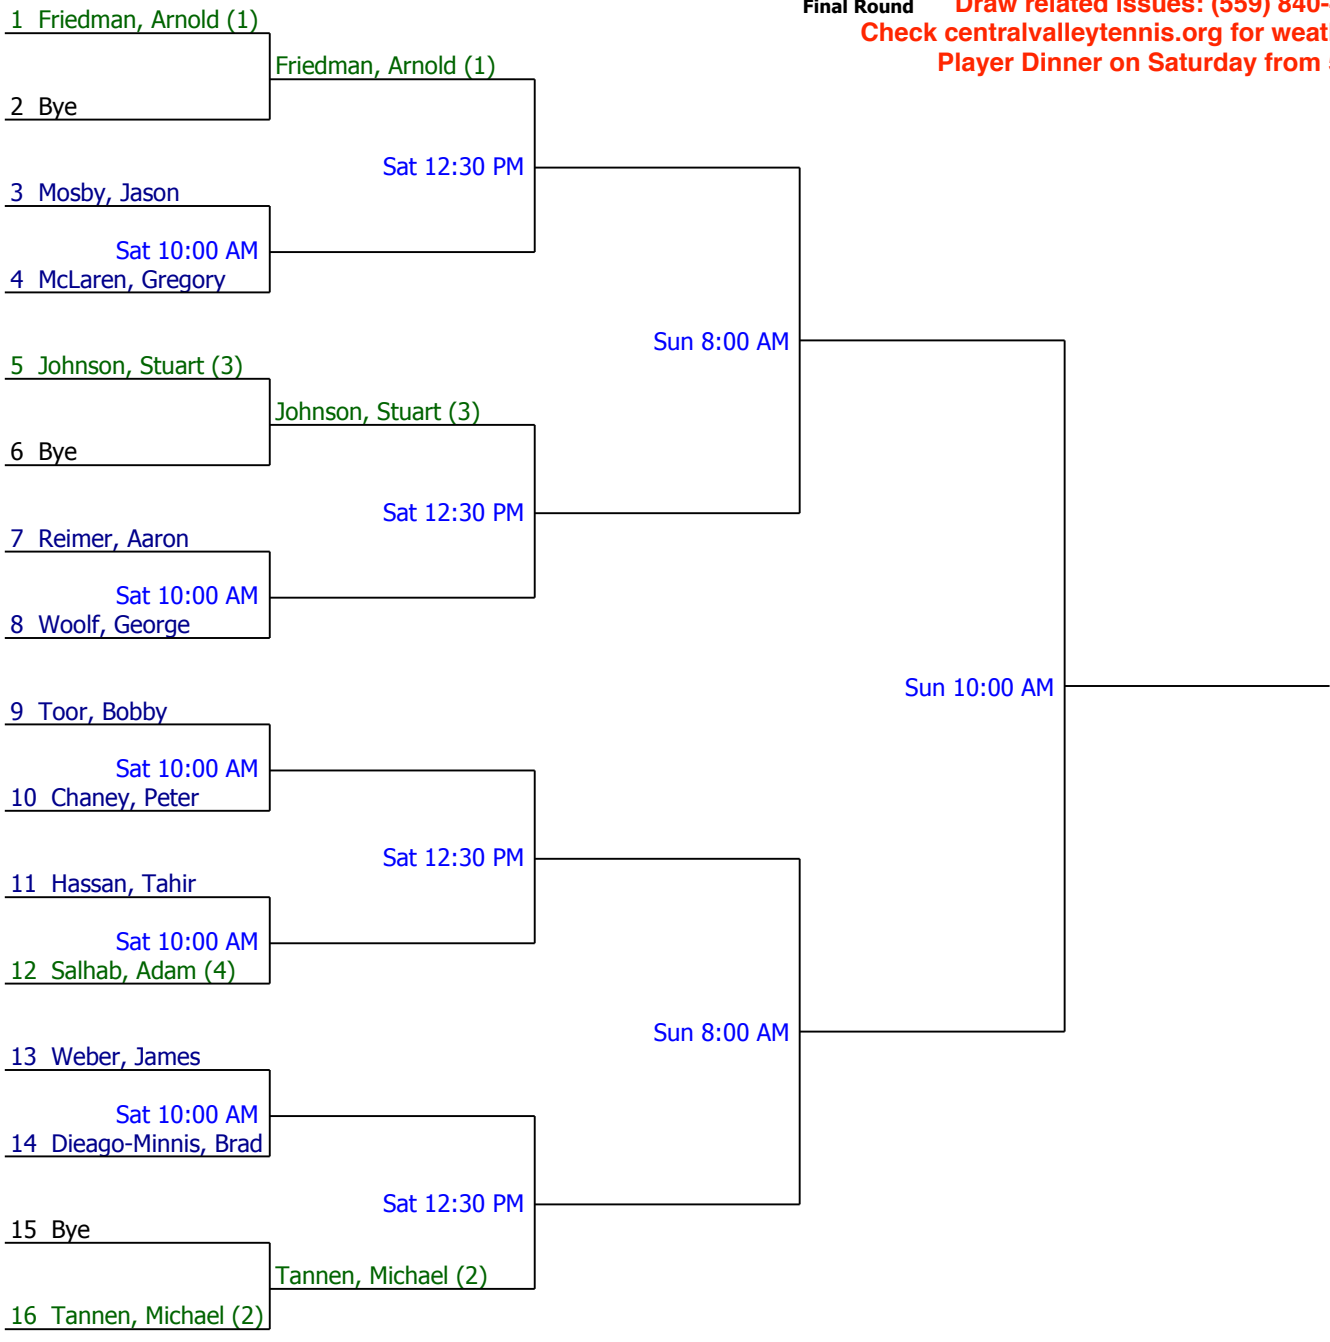 Final Round
Draw related issues: (559) 840-
Check centralvalleytennis.org for
Player Dinner on Saturday from
1 Friedman, Arnold (1)
Friedman, Arnold (1)
2 Bye
Sat 12:30 PM
3 Mosby, Jason
Sat 10:00 AM
4 McLaren, Gregory
Sun 8:00 AM
5 Johnson, Stuart (3)
Johnson, Stuart (3)
6 Bye
Sat 12:30 PM
7 Reimer, Aaron
Sat 10:00 AM
8 Woolf, George
Sun 10:00 AM
9 Toor, Bobby
Sat 10:00 AM
10 Chaney, Peter
Sat 12:30 PM
11 Hassan, Tahir
Sat 10:00 AM
12 Salhab, Adam (4)
Sun 8:00 AM
13 Weber, James
Sat 10:00 AM
14 Dieago-Minnis, Brad
Sat 12:30 PM
15 Bye
Tannen, Michael (2)
16 Tannen, Michael (2)